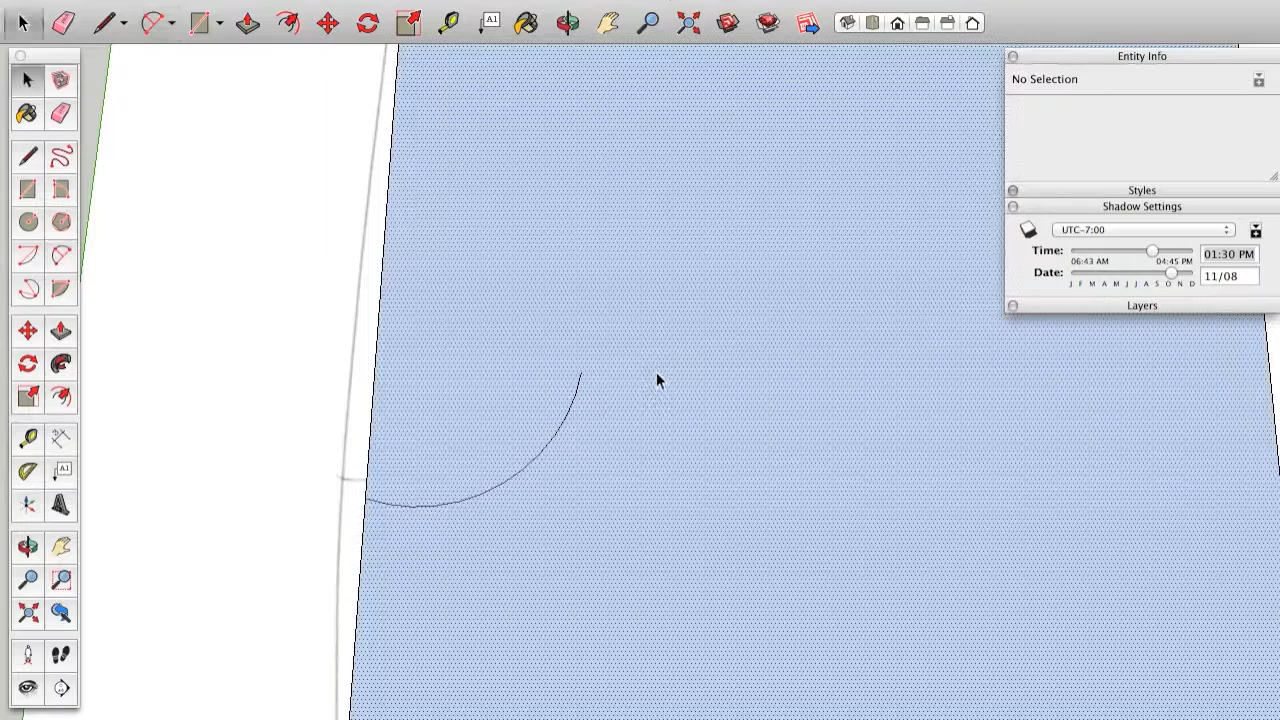 A1
Entity Info
No Selection
Styles
Shadow Settings
UTC-7:00
Time:
06:43 AM
04:45 PM
01:30 PM
Date:
J F M A M J J A S O N D
11/08
Layers
A1